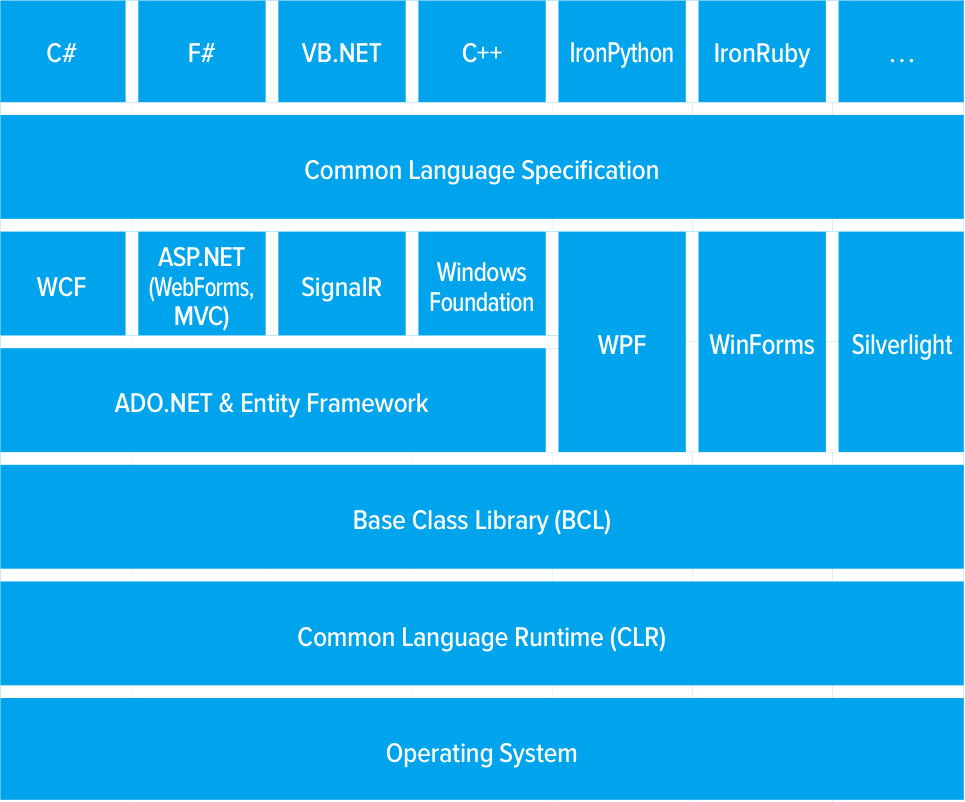 C#
F#
VB.NET
C++
IronPython
IronRuby
...
Common Language Specification
WCF
ASP.NET
(WebForms,
MVC)
SignalR
Windows
Foundation
WPF
WinForms
Silverlight
ADO.NET & Entity Framework
Base Class Library (BCL)
Common Language Runtime (CLR)
Operating System